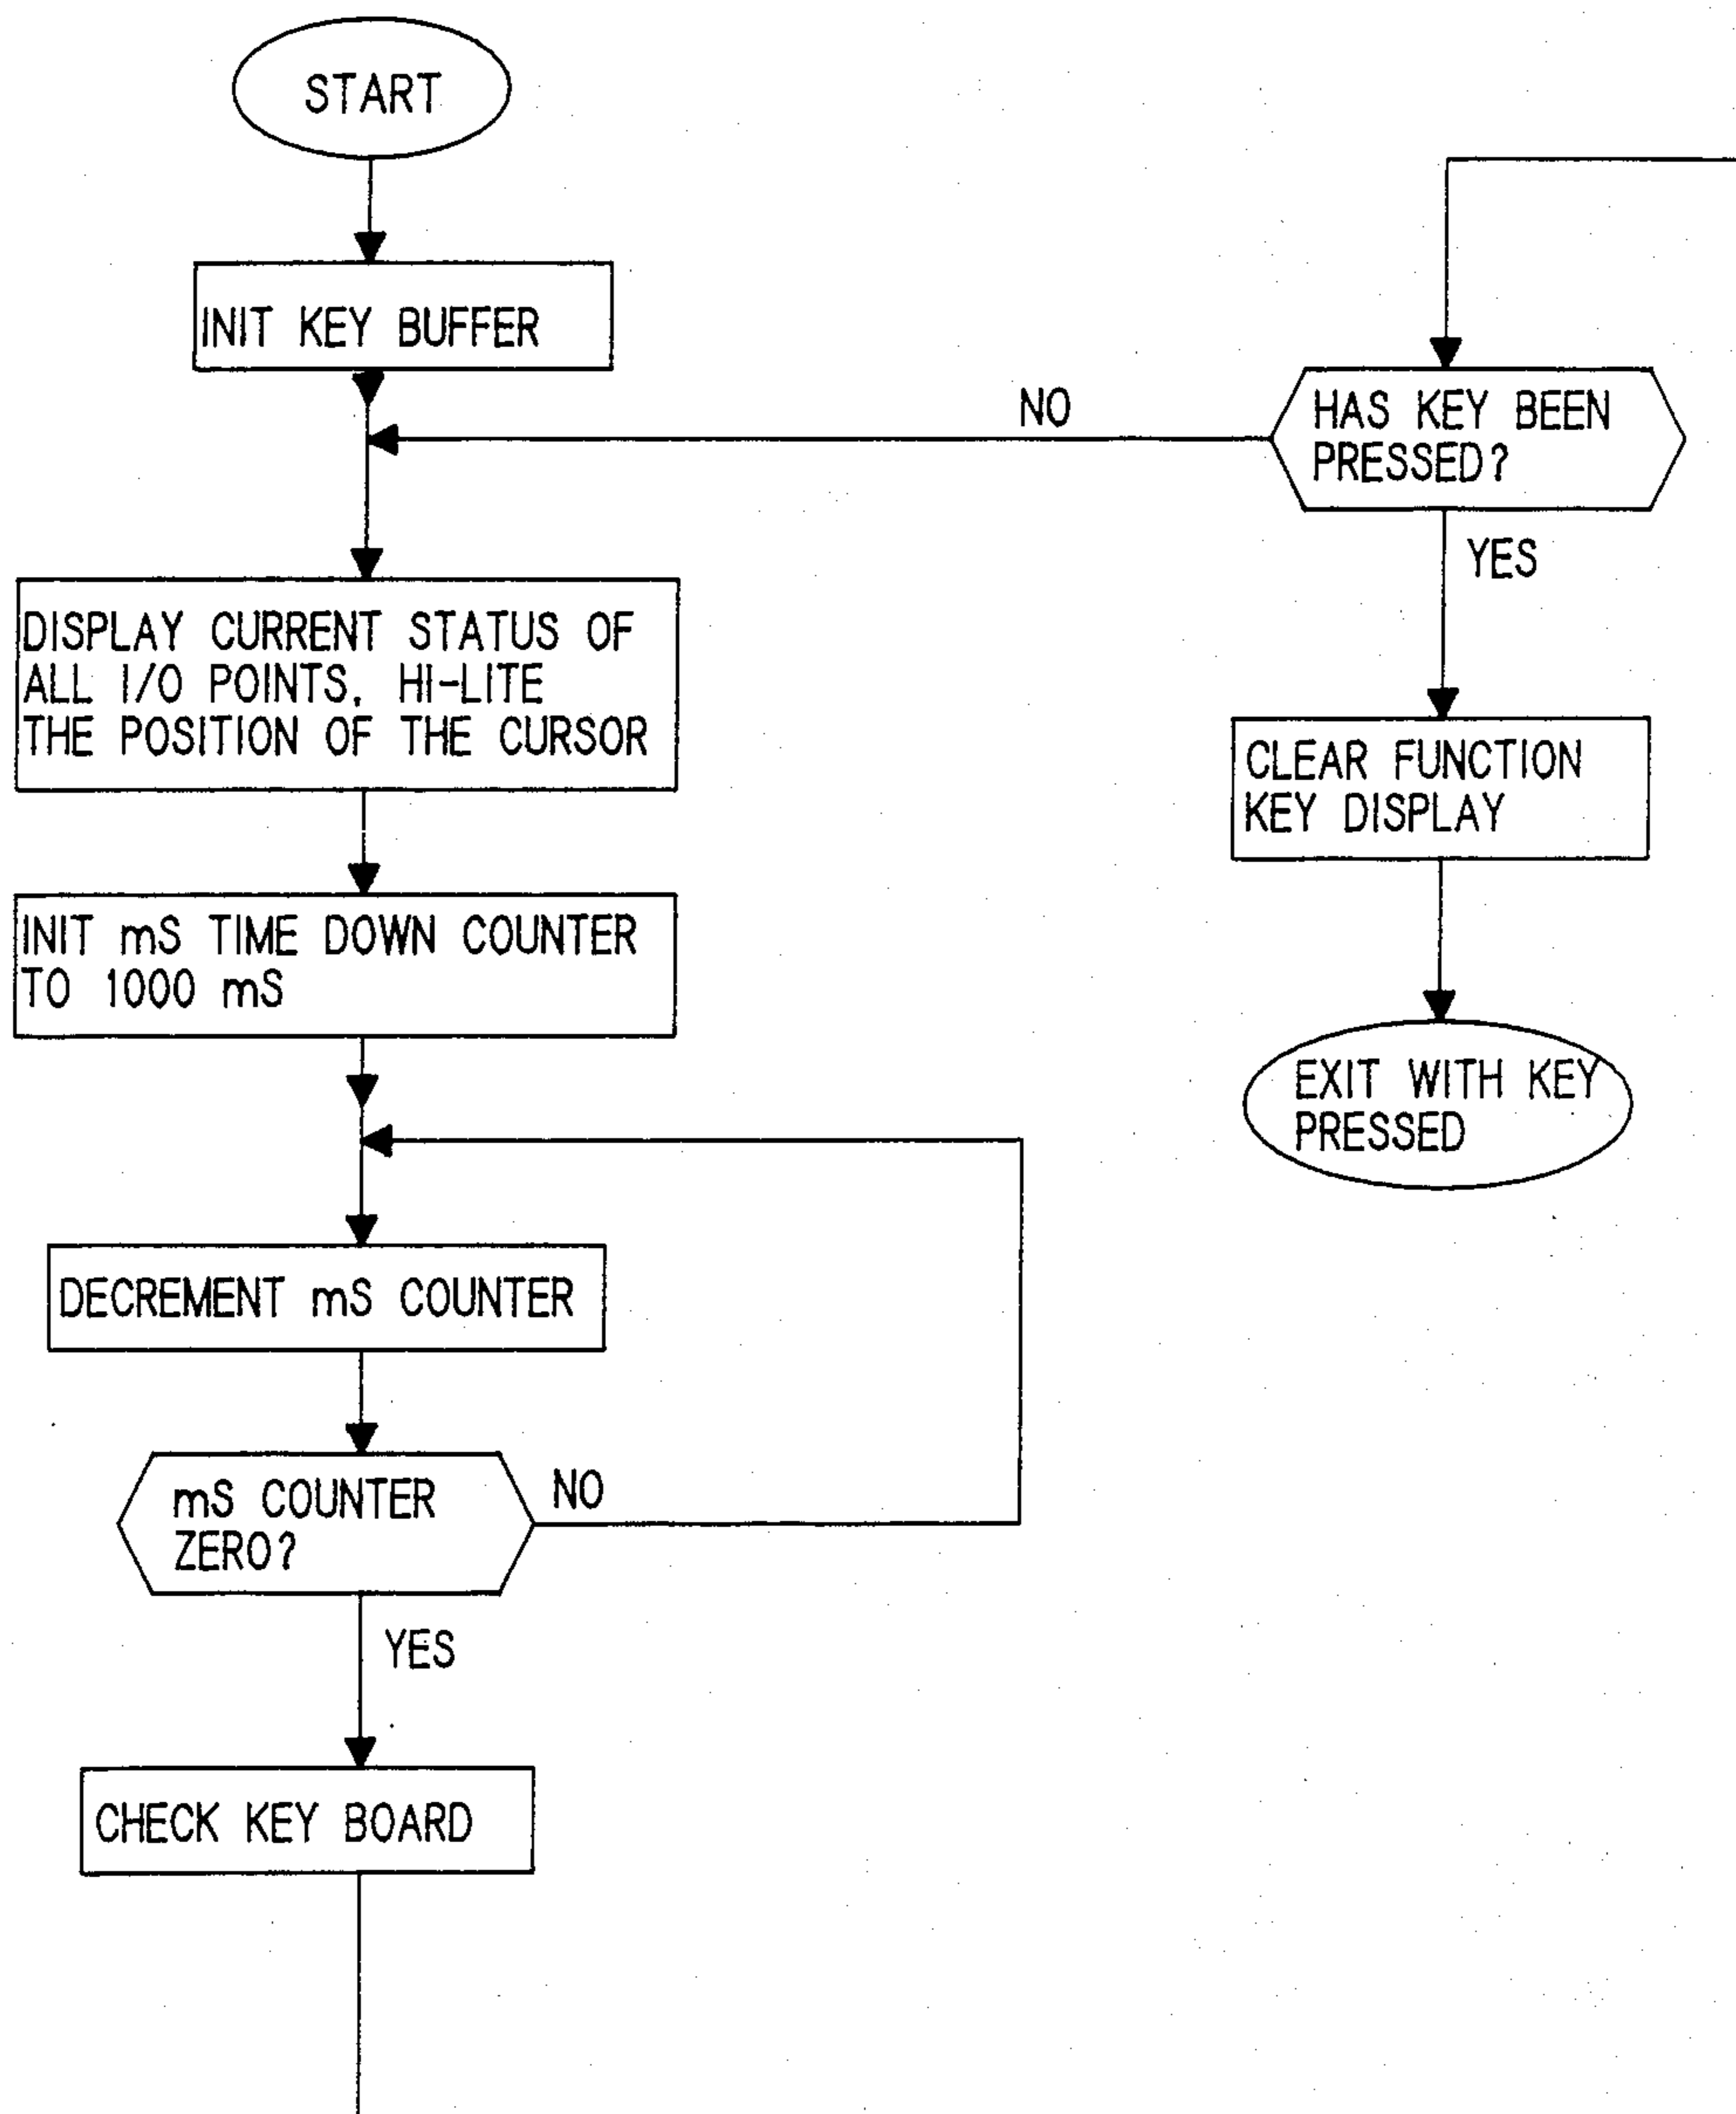 START
INIT KEY BUFFER
DISPLAY CURRENT STATUS OF
ALL I/O POINTS, HI-LITE
THE POSITION OF THE CURSOR
INIT mS TIME DOWN COUNTER
TO 1000 mS
DECREMENT mS COUNTER
mS COUNTER
ZERO?
NO
YES
CHECK KEY BOARD
HAS KEY BEEN
PRESSED?
NO
YES
CLEAR FUNCTION
KEY DISPLAY
EXIT WITH KEY
PRESSED